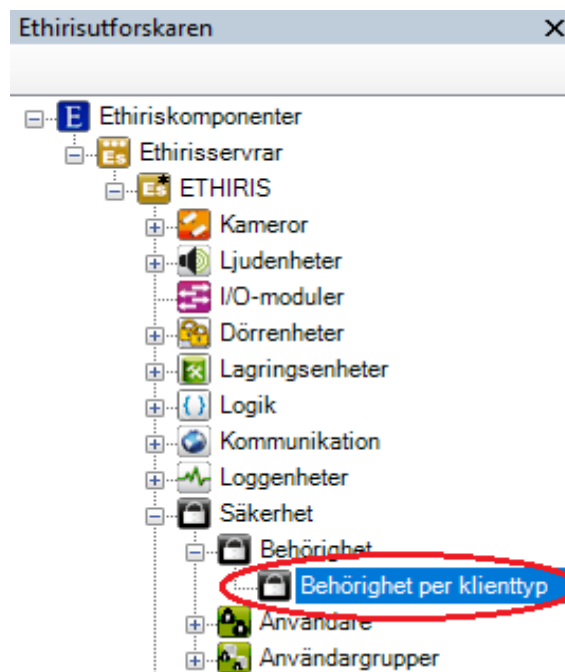 Ethirisutforskaren
Ethiriskomponenter
Ethirisservrar
ETHIRIS
Kameror
Ljudenheter
I/O-moduler
Dörrenheter
Lagringsenheter
Logik
Kommunikation
Loggenheter
Säkerhet
Behörighet
Behörighet per klienttyp
Användare
Användargrupper